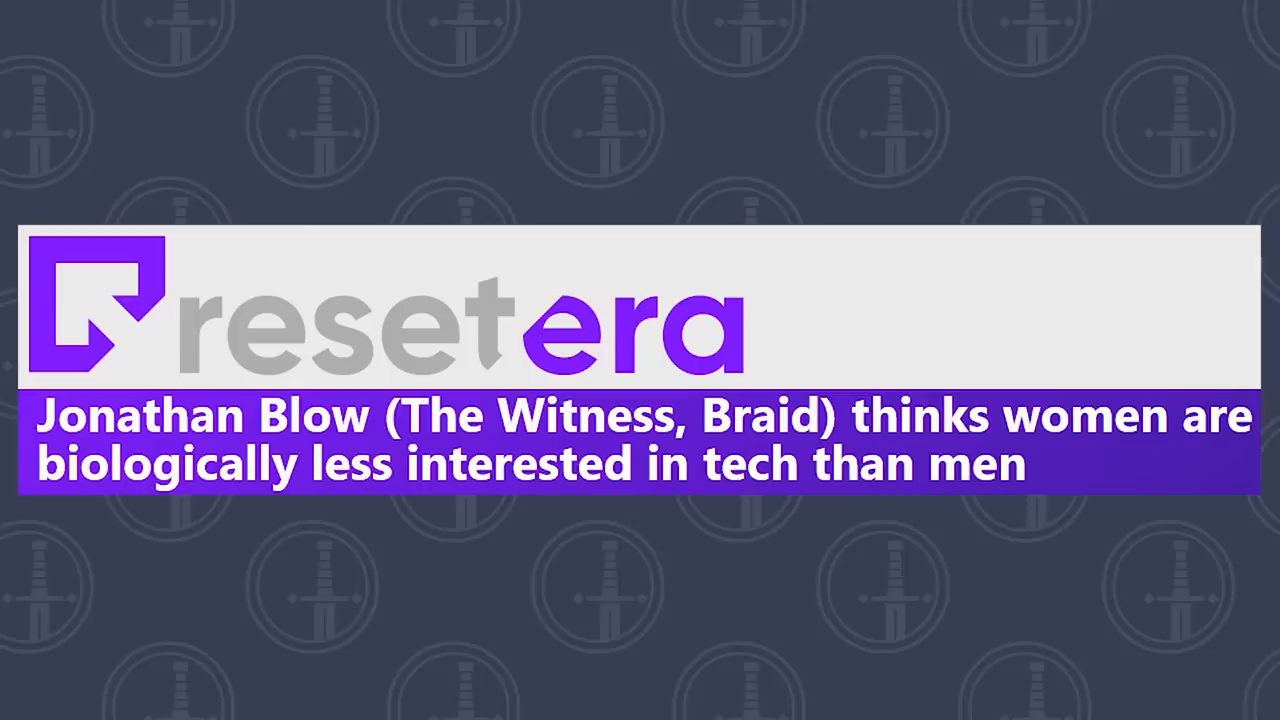 resetera
Jonathan Blow (The Witness, Braid) thinks women are
biologically less interested in tech than men